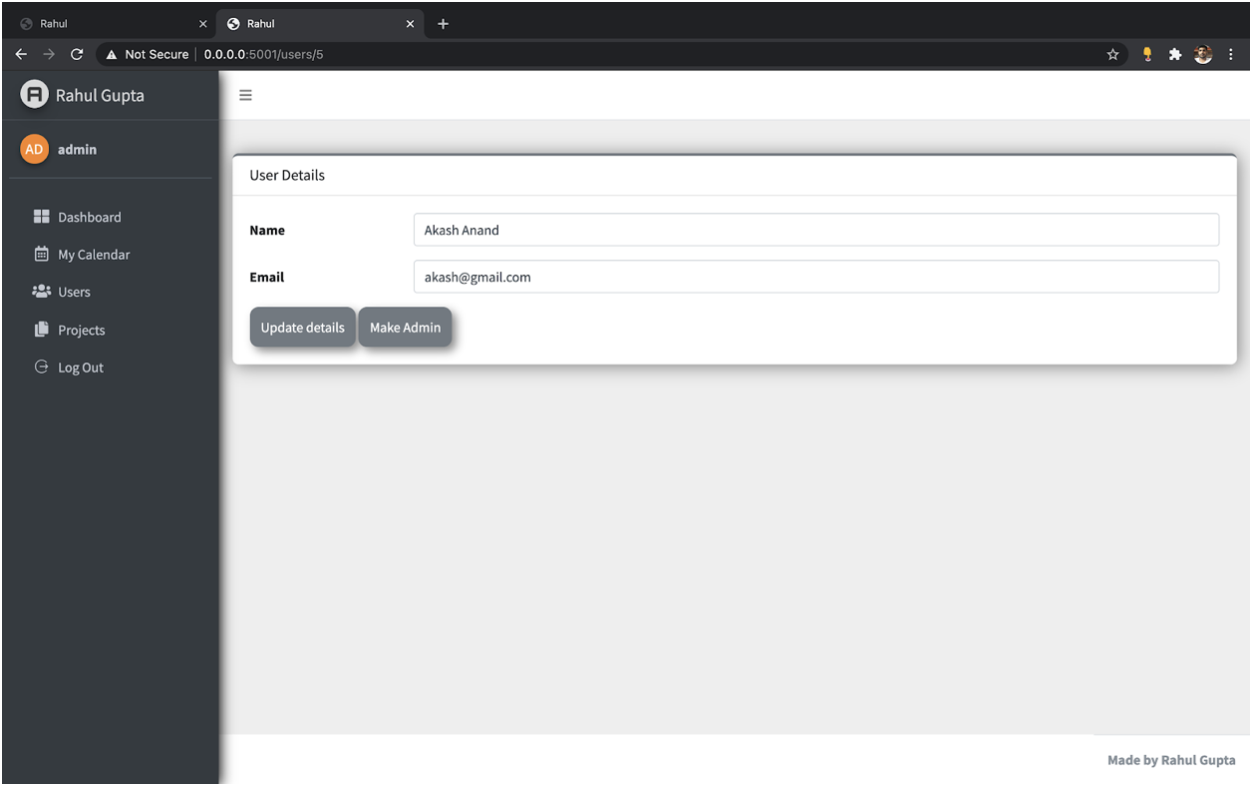 Rahul
Rahul
Not Secure 0.0.0.0:5001/users/5
Rahul Gupta
AD admin
Dashboard
My Calendar
Users
Projects
Log Out
User Details
Name Akash Anand
Email akash@gmail.com
Update details Make Admin
Made by Rahul Gupta